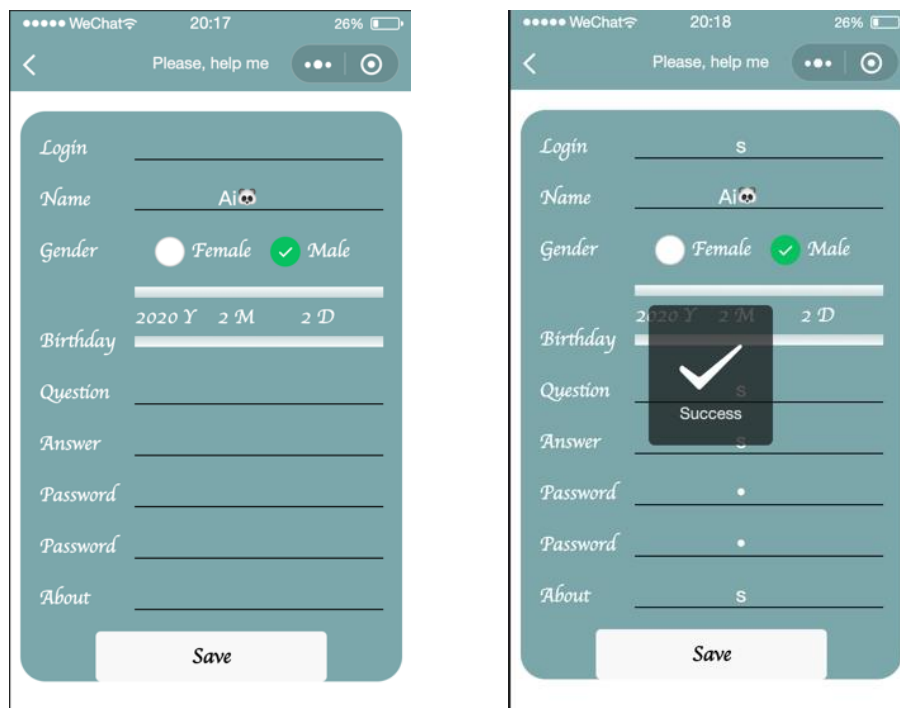 WeChat 20:17 26%
Please, help me
Login
Name Ai🐼
Gender Female Male
2020 Y 2 M 2 D
Birthday
Question
Answer
Password
Password
About
Save
WeChat 20:18 26%
Please, help me
Login s
Name Ai🐼
Gender Female Male
2020 Y 2 M 2 D
Birthday
Question s
Success
Answer s
Password •
Password •
About s
Save